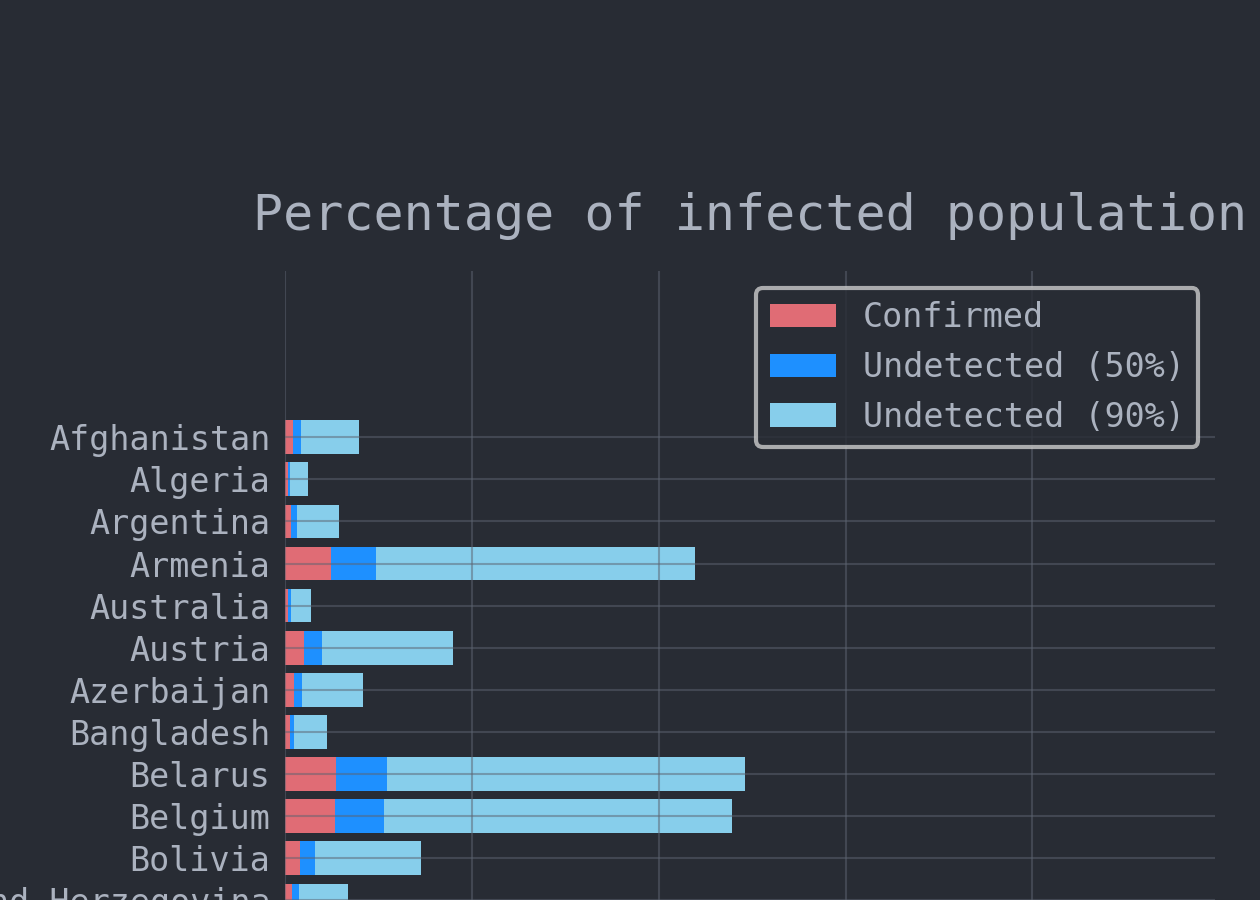 Percentage of infected population
Confirmed
Undetected (50%)
Undetected (90%)
Afghanistan
Algeria
Argentina
Armenia
Australia
Austria
Azerbaijan
Bangladesh
Belarus
Belgium
Bolivia
Herzegovina